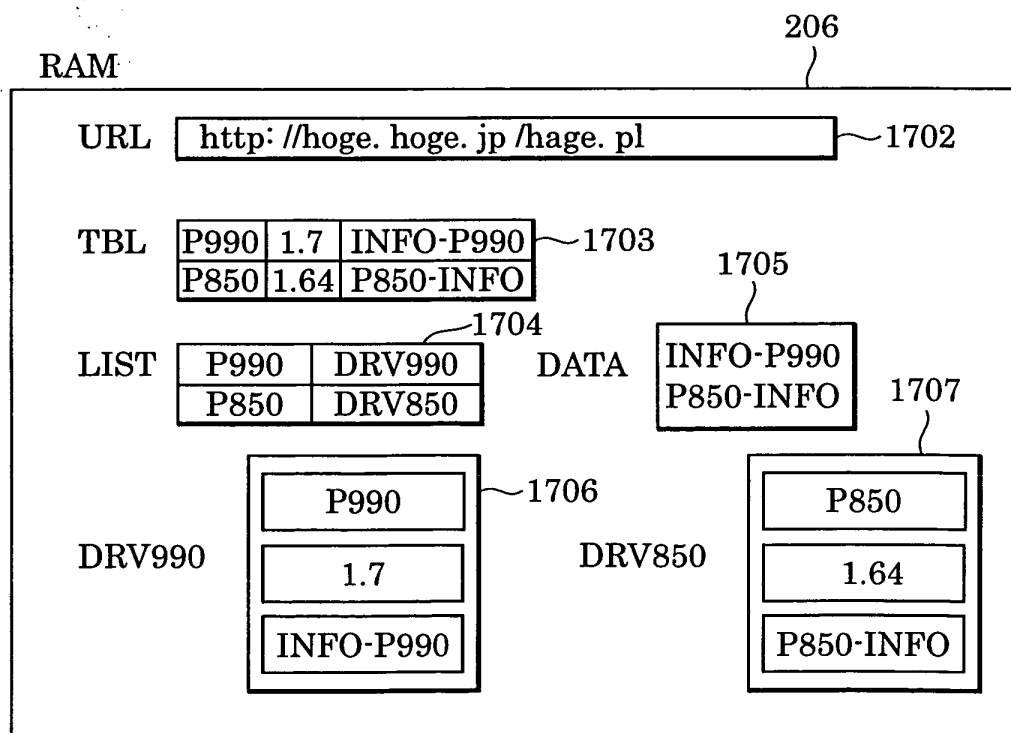 206
RAM
URL http: //hoge. hoge. jp /hage. pl 1702
TBL P990 1.7 INFO-P990 1703
P850 1.64 P850-INFO
1705
1704
LIST P990 DRV990 DATA INFO-P990
P850 DRV850 P850-INFO
1707
P990 1706 P850
DRV990 1.7 DRV850 1.64
INFO-P990 P850-INFO